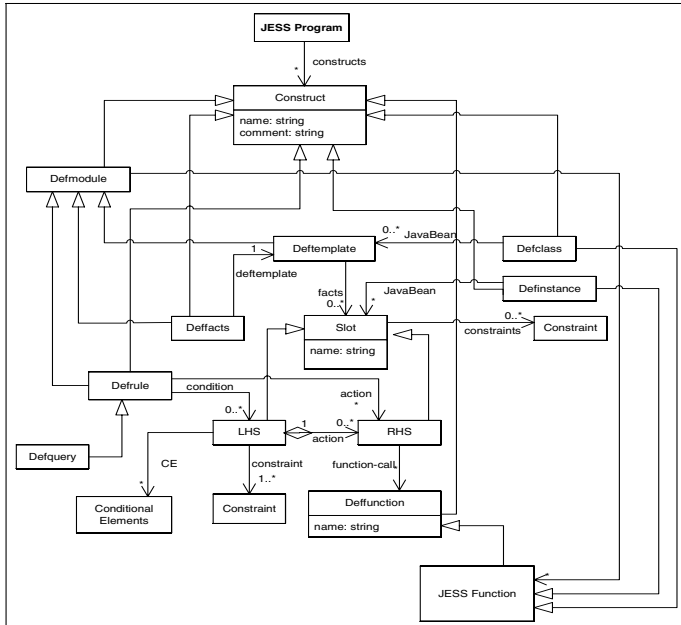 JESS Program
constructs
*
Construct
name: string
comment: string
Defmodule
0..*
JavaBean
1
Deftemplate
Defclass
deftemplate
facts
0..*
JavaBean
*
Definstance
Deffacts
Slot
0..*
constraints
Constraint
name: string
Defrule
condition
action
*
0..*
LHS
1
0..*
action
RHS
Defquery
CE
*
constraint
1..*
function-call
*
Conditional
Elements
Constraint
Deffunction
name: string
*
JESS Function